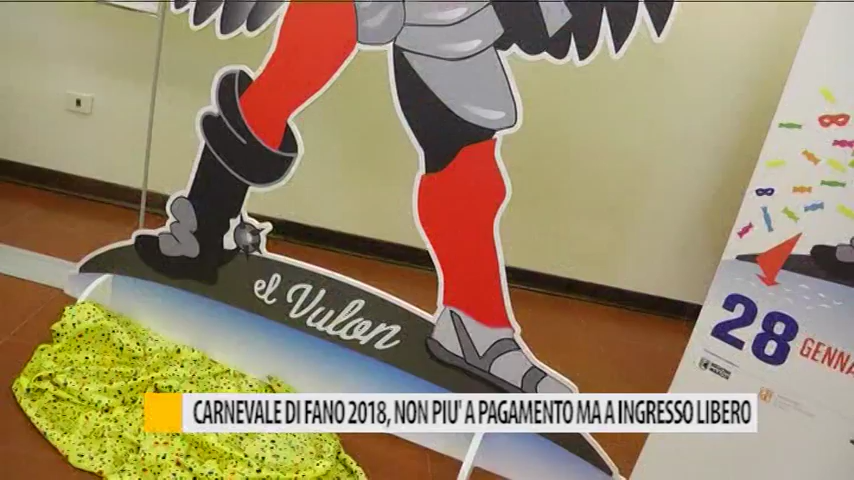 el Vulon
28
GENNA
CARNEVALE DI FANO 2018, NON PIU' A PAGAMENTO MA A INGRESSO LIBERO